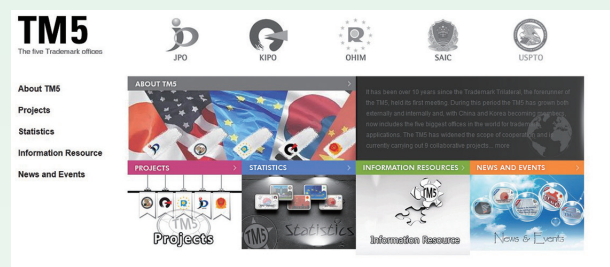 TM5
The five Trademark offices
JPO
KIPO
OHIM
SAIC
USPTO
About TM5
Projects
Statistics
Information Resource
News and Events
ABOUT TM5 >
It has been over 10 years since the Trademark Trilateral, the forerunner of
the TM5, held its first meeting. During this period the TM5 has grown both
externally and internally and, with China and Korea becoming members
now includes the five biggest offices in the world for trademark
applications. The TM5 has widened the scope of cooperation and is
currently carrying out 9 collaborative projects... more
PROJECTS >
STATISTICS >
INFORMATION RESOURCES >
NEWS AND EVENTS >
TM5
Projects
TM5
Statistics
TM5
Information Resource
News & Events